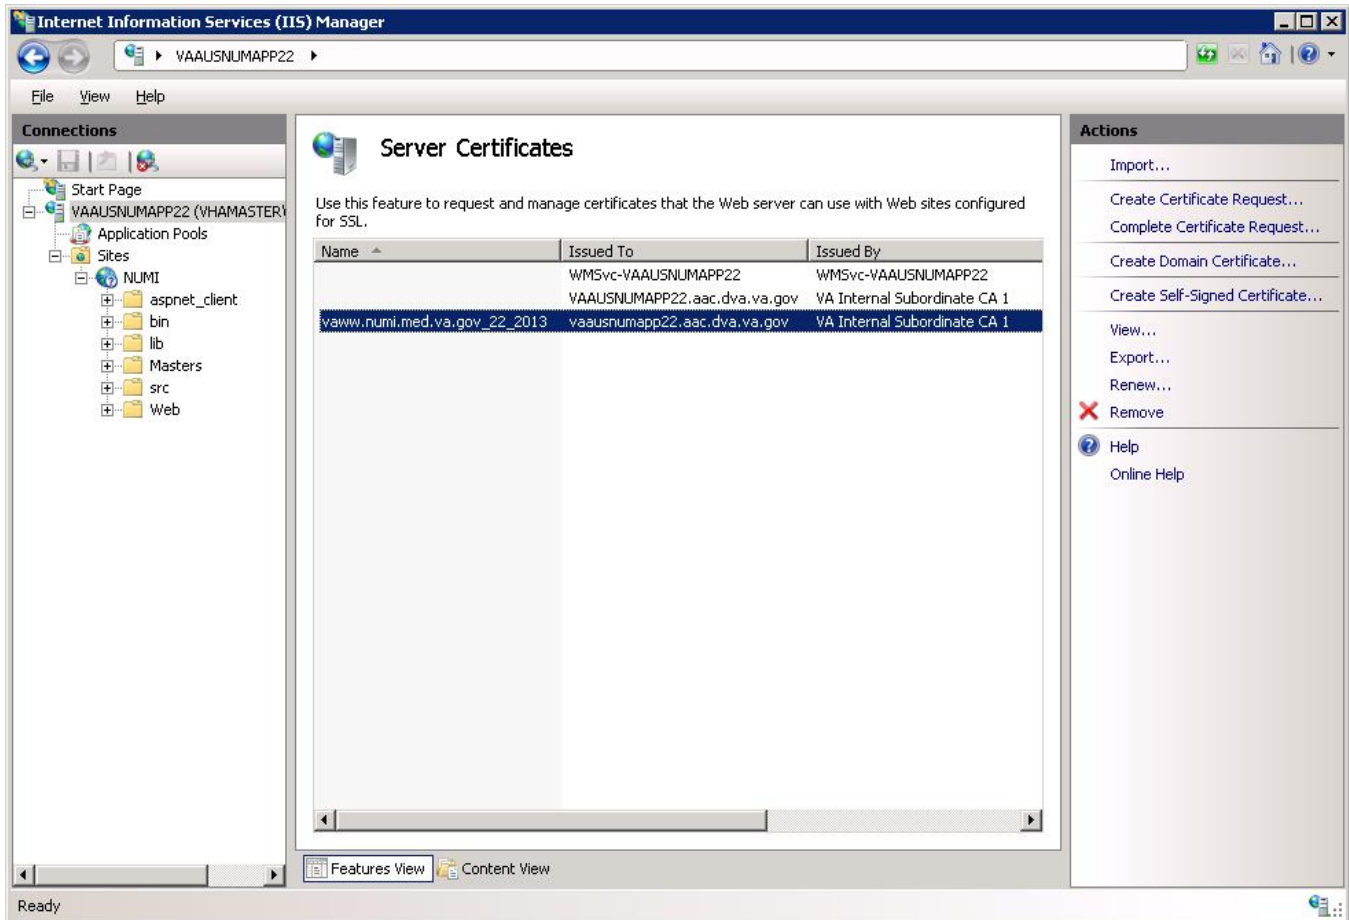 Internet Information Services (IIS) Manager
VAAUSNUMAPP22
File View Help
Connections
Start Page
VAAUSNUMAPP22 (VHAMASTER\
Application Pools
Sites
NUMI
aspnet_client
bin
lib
Masters
src
Web
Server Certificates
Use this feature to request and manage certificates that the Web server can use with Web sites configured
for SSL.
Name Issued To Issued By
WMSvc-VAAUSNUMAPP22 WMSvc-VAAUSNUMAPP22
VAAUSNUMAPP22.aac.dva.va.gov VA Internal Subordinate CA 1
vaww.numi.med.va.gov_22_2013 vaausnumapp22.aac.dva.va.gov VA Internal Subordinate CA 1
Features View Content View
Actions
Import...
Create Certificate Request...
Complete Certificate Request...
Create Domain Certificate...
Create Self-Signed Certificate...
View...
Export...
Renew...
Remove
Help
Online Help
Ready